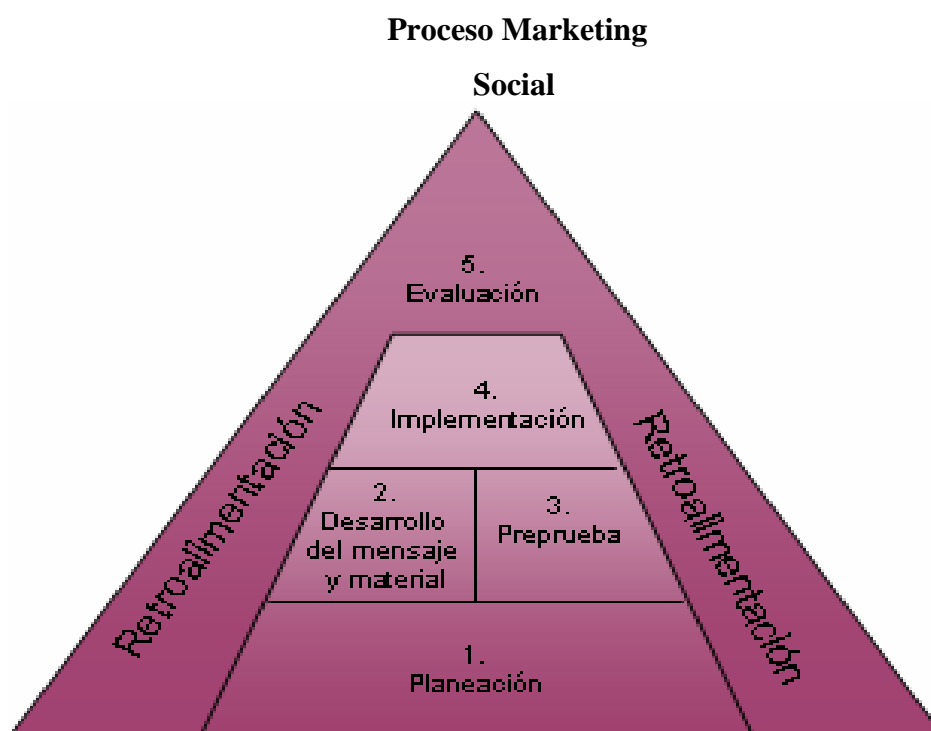 Proceso Marketing
Social
5.
Evaluación
4.
Implementación
Retroalimentación
Retroalimentación
2.
Desarrollo
del mensaje
y material
3.
Preprueba
1.
Planeación